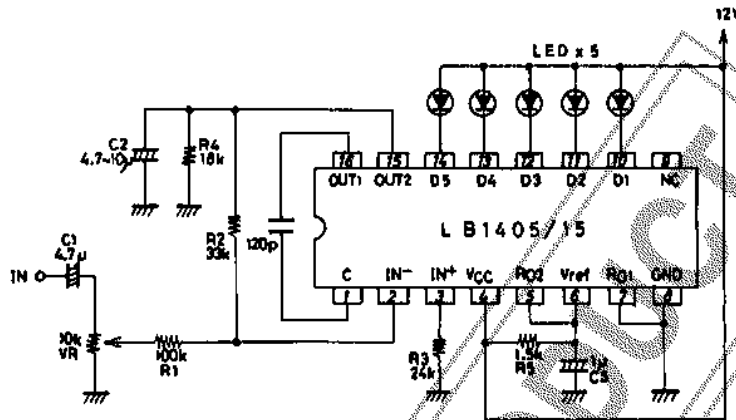 12V
LED x 5
C2
4.7~10μ
R4
18k
16 15 14 13 12 11 10 9
OUT1 OUT2 D5 D4 D3 D2 D1 NC
R2
33k
120p
LB1405/15
C1
4.7μ
IN
C IN- IN+ VCC RO2 Vref RO1 GND
1 2 3 4 5 6 7 8
10k
VR
100k
R1
R3
24k
1.5k
R5
1μ
DUCT